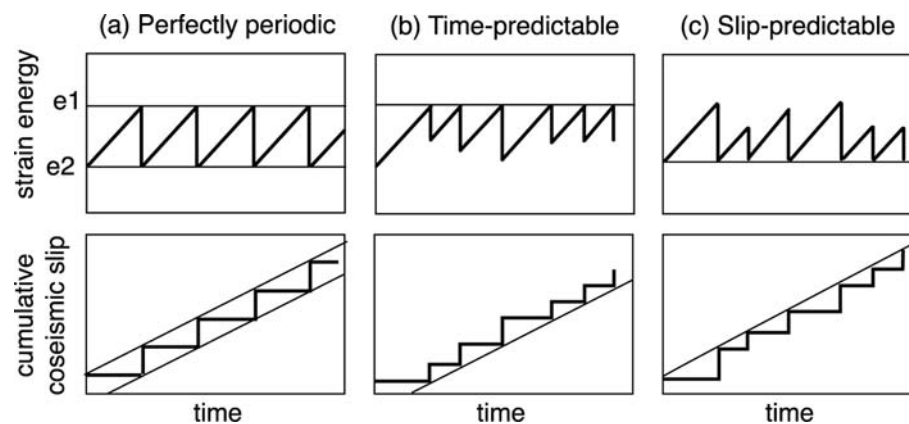 (a) Perfectly periodic
(b) Time-predictable
(c) Slip-predictable
strain energy
e1
e2
cumulative
coseismic slip
time
time
time